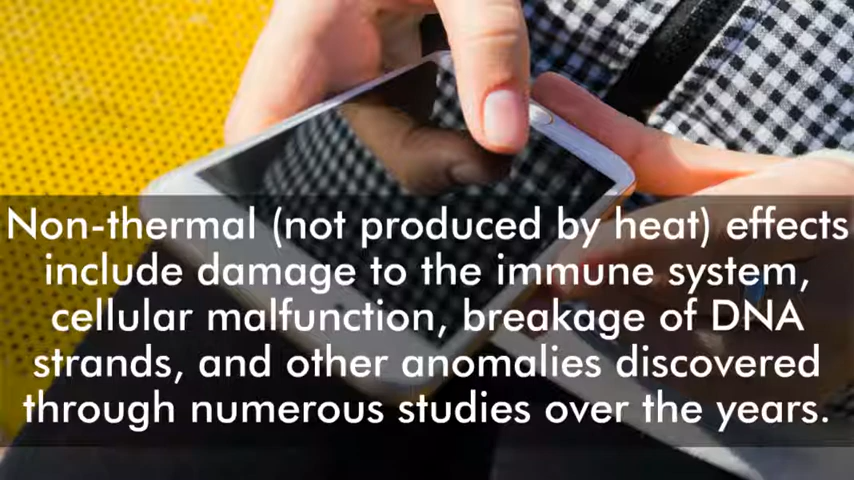 Non-thermal (not produced by heat) effects
include damage to the immune system,
cellular malfunction, breakage of DNA
strands, and other anomalies discovered
through numerous studies over the years.